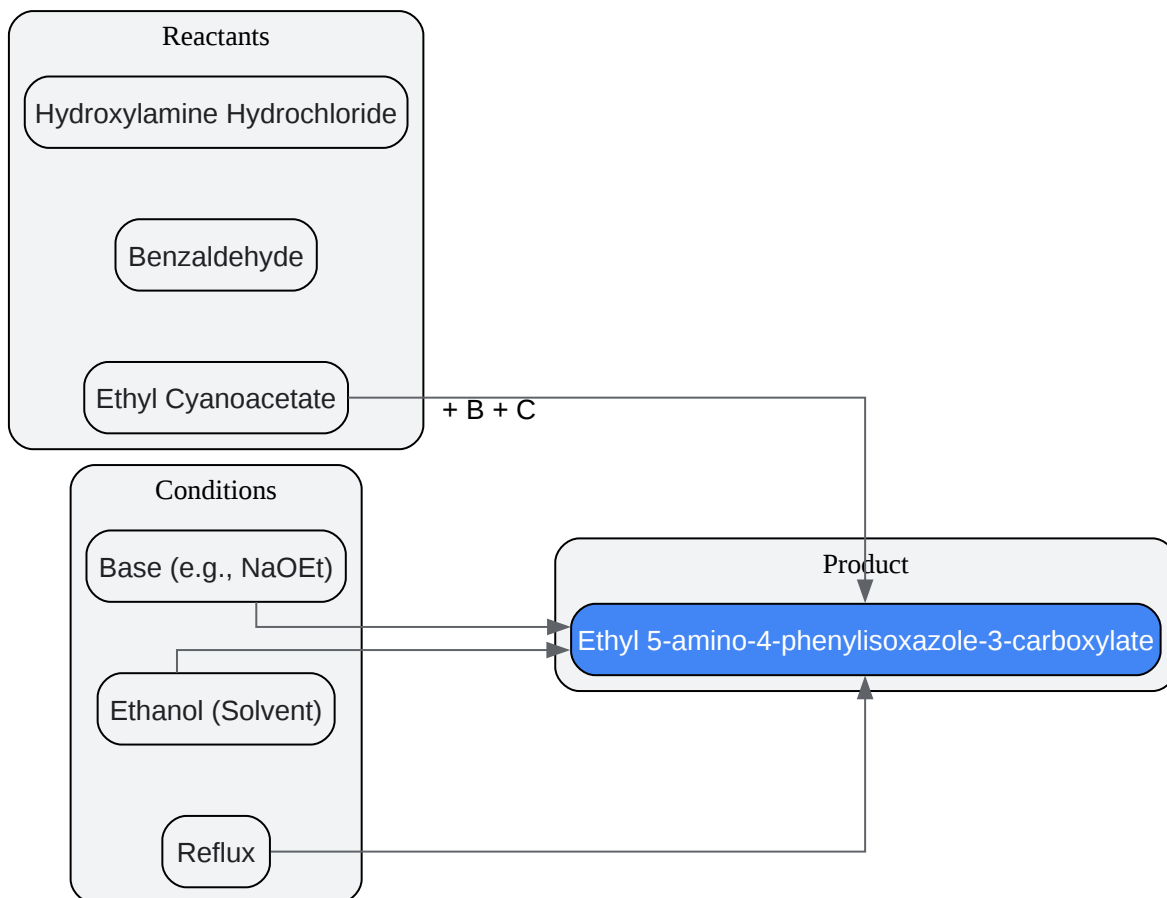 Reactants
Hydroxylamine Hydrochloride
Benzaldehyde
Ethyl Cyanoacetate
+ B + C
Conditions
Base (e.g., NaOEt)
Ethanol (Solvent)
Reflux
Product
Ethyl 5-amino-4-phenylisoxazole-3-carboxylate